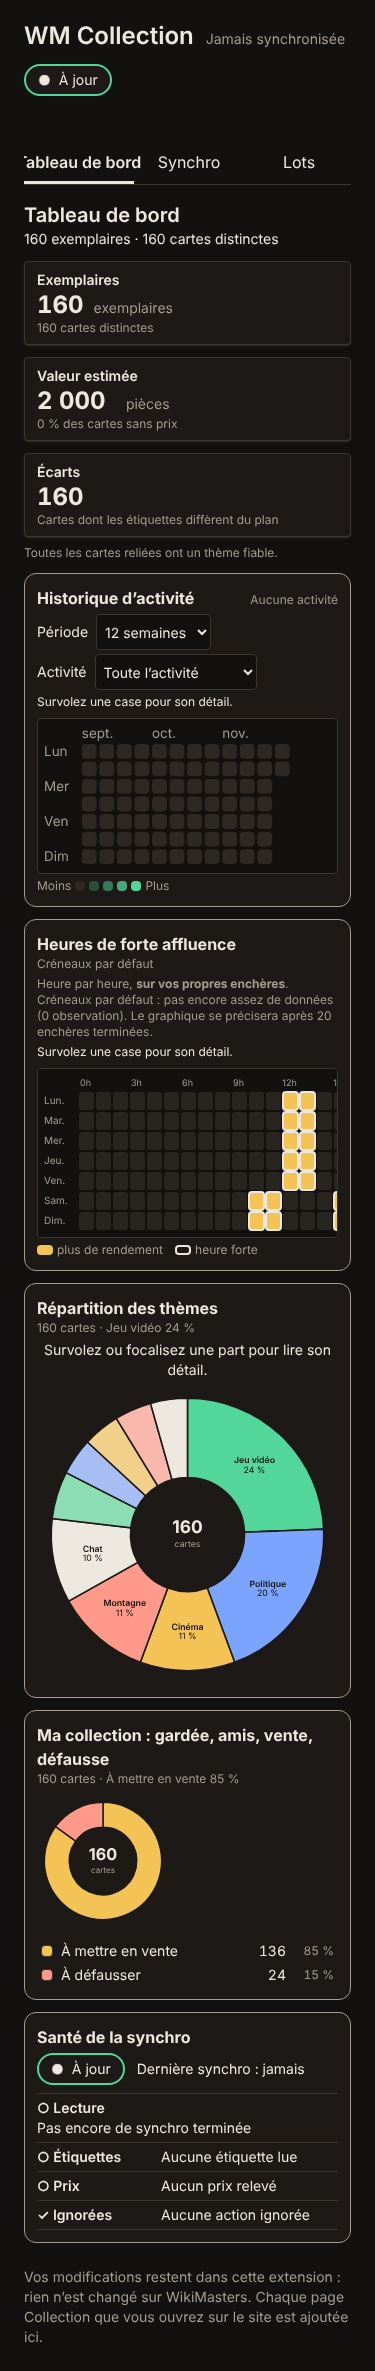 WM Collection Jamais synchronisée
À jour
Tableau de bord Synchro Lots
Tableau de bord
160 exemplaires · 160 cartes distinctes
Exemplaires
160 exemplaires
160 cartes distinctes
Valeur estimée
2 000 pièces
0 % des cartes sans prix
Écarts
160
Cartes dont les étiquettes diffèrent du plan
Toutes les cartes reliées ont un thème fiable.
Historique d’activité Aucune activité
Période 12 semaines
Activité Toute l’activité
Survolez une case pour son détail.
sept. oct. nov.
Lun
Mer
Ven
Dim
Moins Plus
Heures de forte affluence
Créneaux par défaut
Heure par heure, sur vos propres enchères.
Créneaux par défaut : pas encore assez de données
(0 observation). Le graphique se précisera après 20
enchères terminées.
Survolez une case pour son détail.
0h 3h 6h 9h 12h
Lun.
Mar.
Mer.
Jeu.
Ven.
Sam.
Dim.
plus de rendement heure forte
Répartition des thèmes
160 cartes · Jeu vidéo 24 %
Survolez ou focalisez une part pour lire son
détail.
Jeu vidéo
24 %
Politique
20 %
Cinéma
11 %
Montagne
11 %
Chat
10 %
160
cartes
Ma collection : gardée, amis, vente,
défausse
160 cartes · À mettre en vente 85 %
160
cartes
À mettre en vente 136 85 %
À défausser 24 15 %
Santé de la synchro
À jour Dernière synchro : jamais
Lecture
Pas encore de synchro terminée
Étiquettes Aucune étiquette lue
Prix Aucun prix relevé
Ignorées Aucune action ignorée
Vos modifications restent dans cette extension :
rien n’est changé sur WikiMasters. Chaque page
Collection que vous ouvrez sur le site est ajoutée
ici.